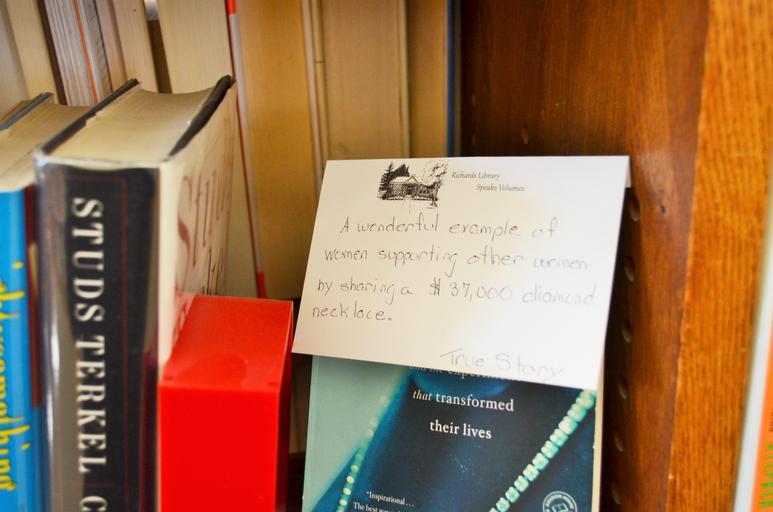 Richards Library
Speaks Volumes
A wonderful example of
women supporting other women
by sharing a $37,000 diamond
necklace.
True Story
that transformed
their lives
"Inspirational...
STUDS TERKEL